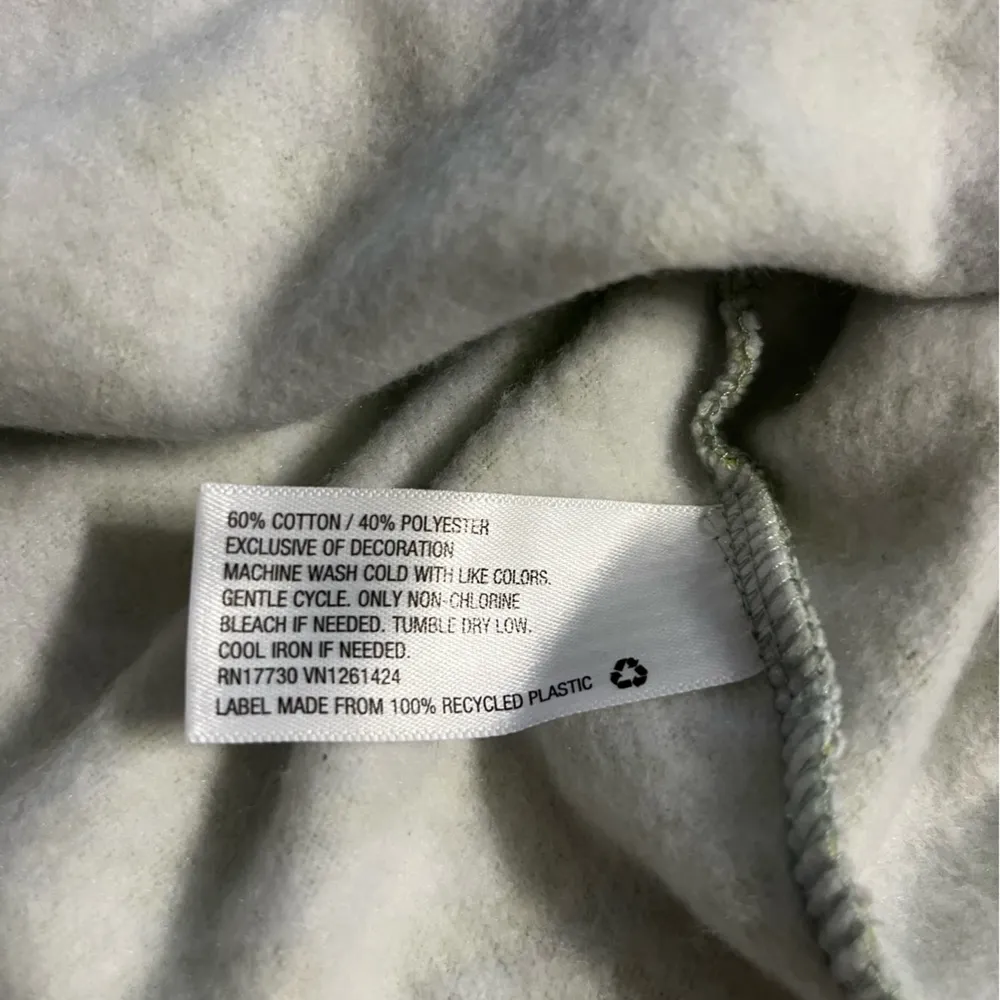 60% COTTON / 40% POLYESTER
EXCLUSIVE OF DECORATION
MACHINE WASH COLD WITH LIKE COLORS.
GENTLE CYCLE. ONLY NON-CHLORINE
BLEACH IF NEEDED. TUMBLE DRY LOW.
COOL IRON IF NEEDED.
RN17730 VN1261424
LABEL MADE FROM 100% RECYCLED PLASTIC